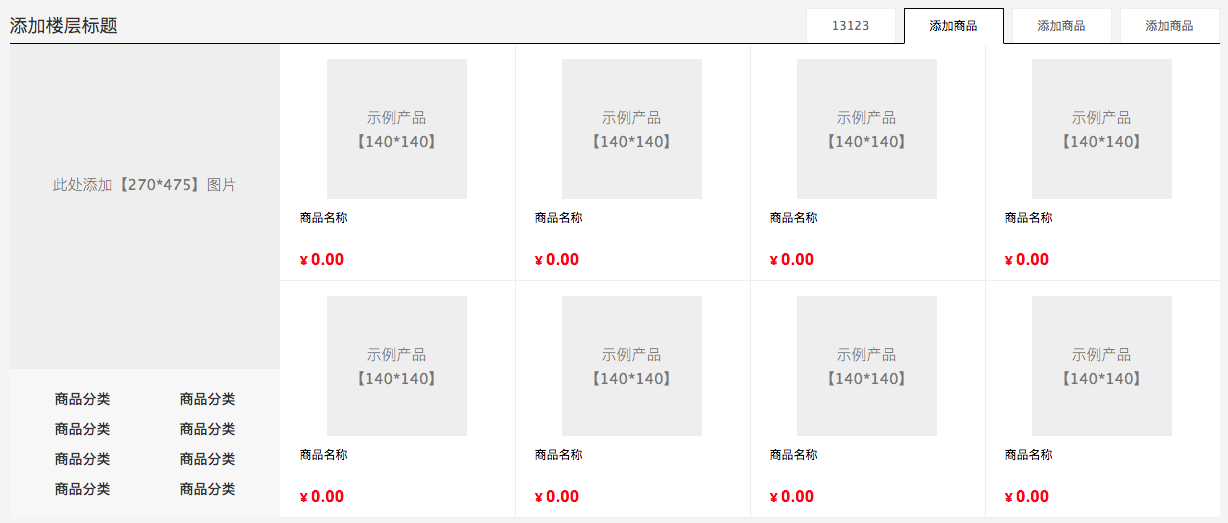 添加楼层标题
13123
添加商品
添加商品
添加商品
此处添加【270*475】图片
商品分类 商品分类
商品分类 商品分类
商品分类 商品分类
商品分类 商品分类
示例产品
【140*140】
商品名称
¥ 0.00
示例产品
【140*140】
商品名称
¥ 0.00
示例产品
【140*140】
商品名称
¥ 0.00
示例产品
【140*140】
商品名称
¥ 0.00
示例产品
【140*140】
商品名称
¥ 0.00
示例产品
【140*140】
商品名称
¥ 0.00
示例产品
【140*140】
商品名称
¥ 0.00
示例产品
【140*140】
商品名称
¥ 0.00